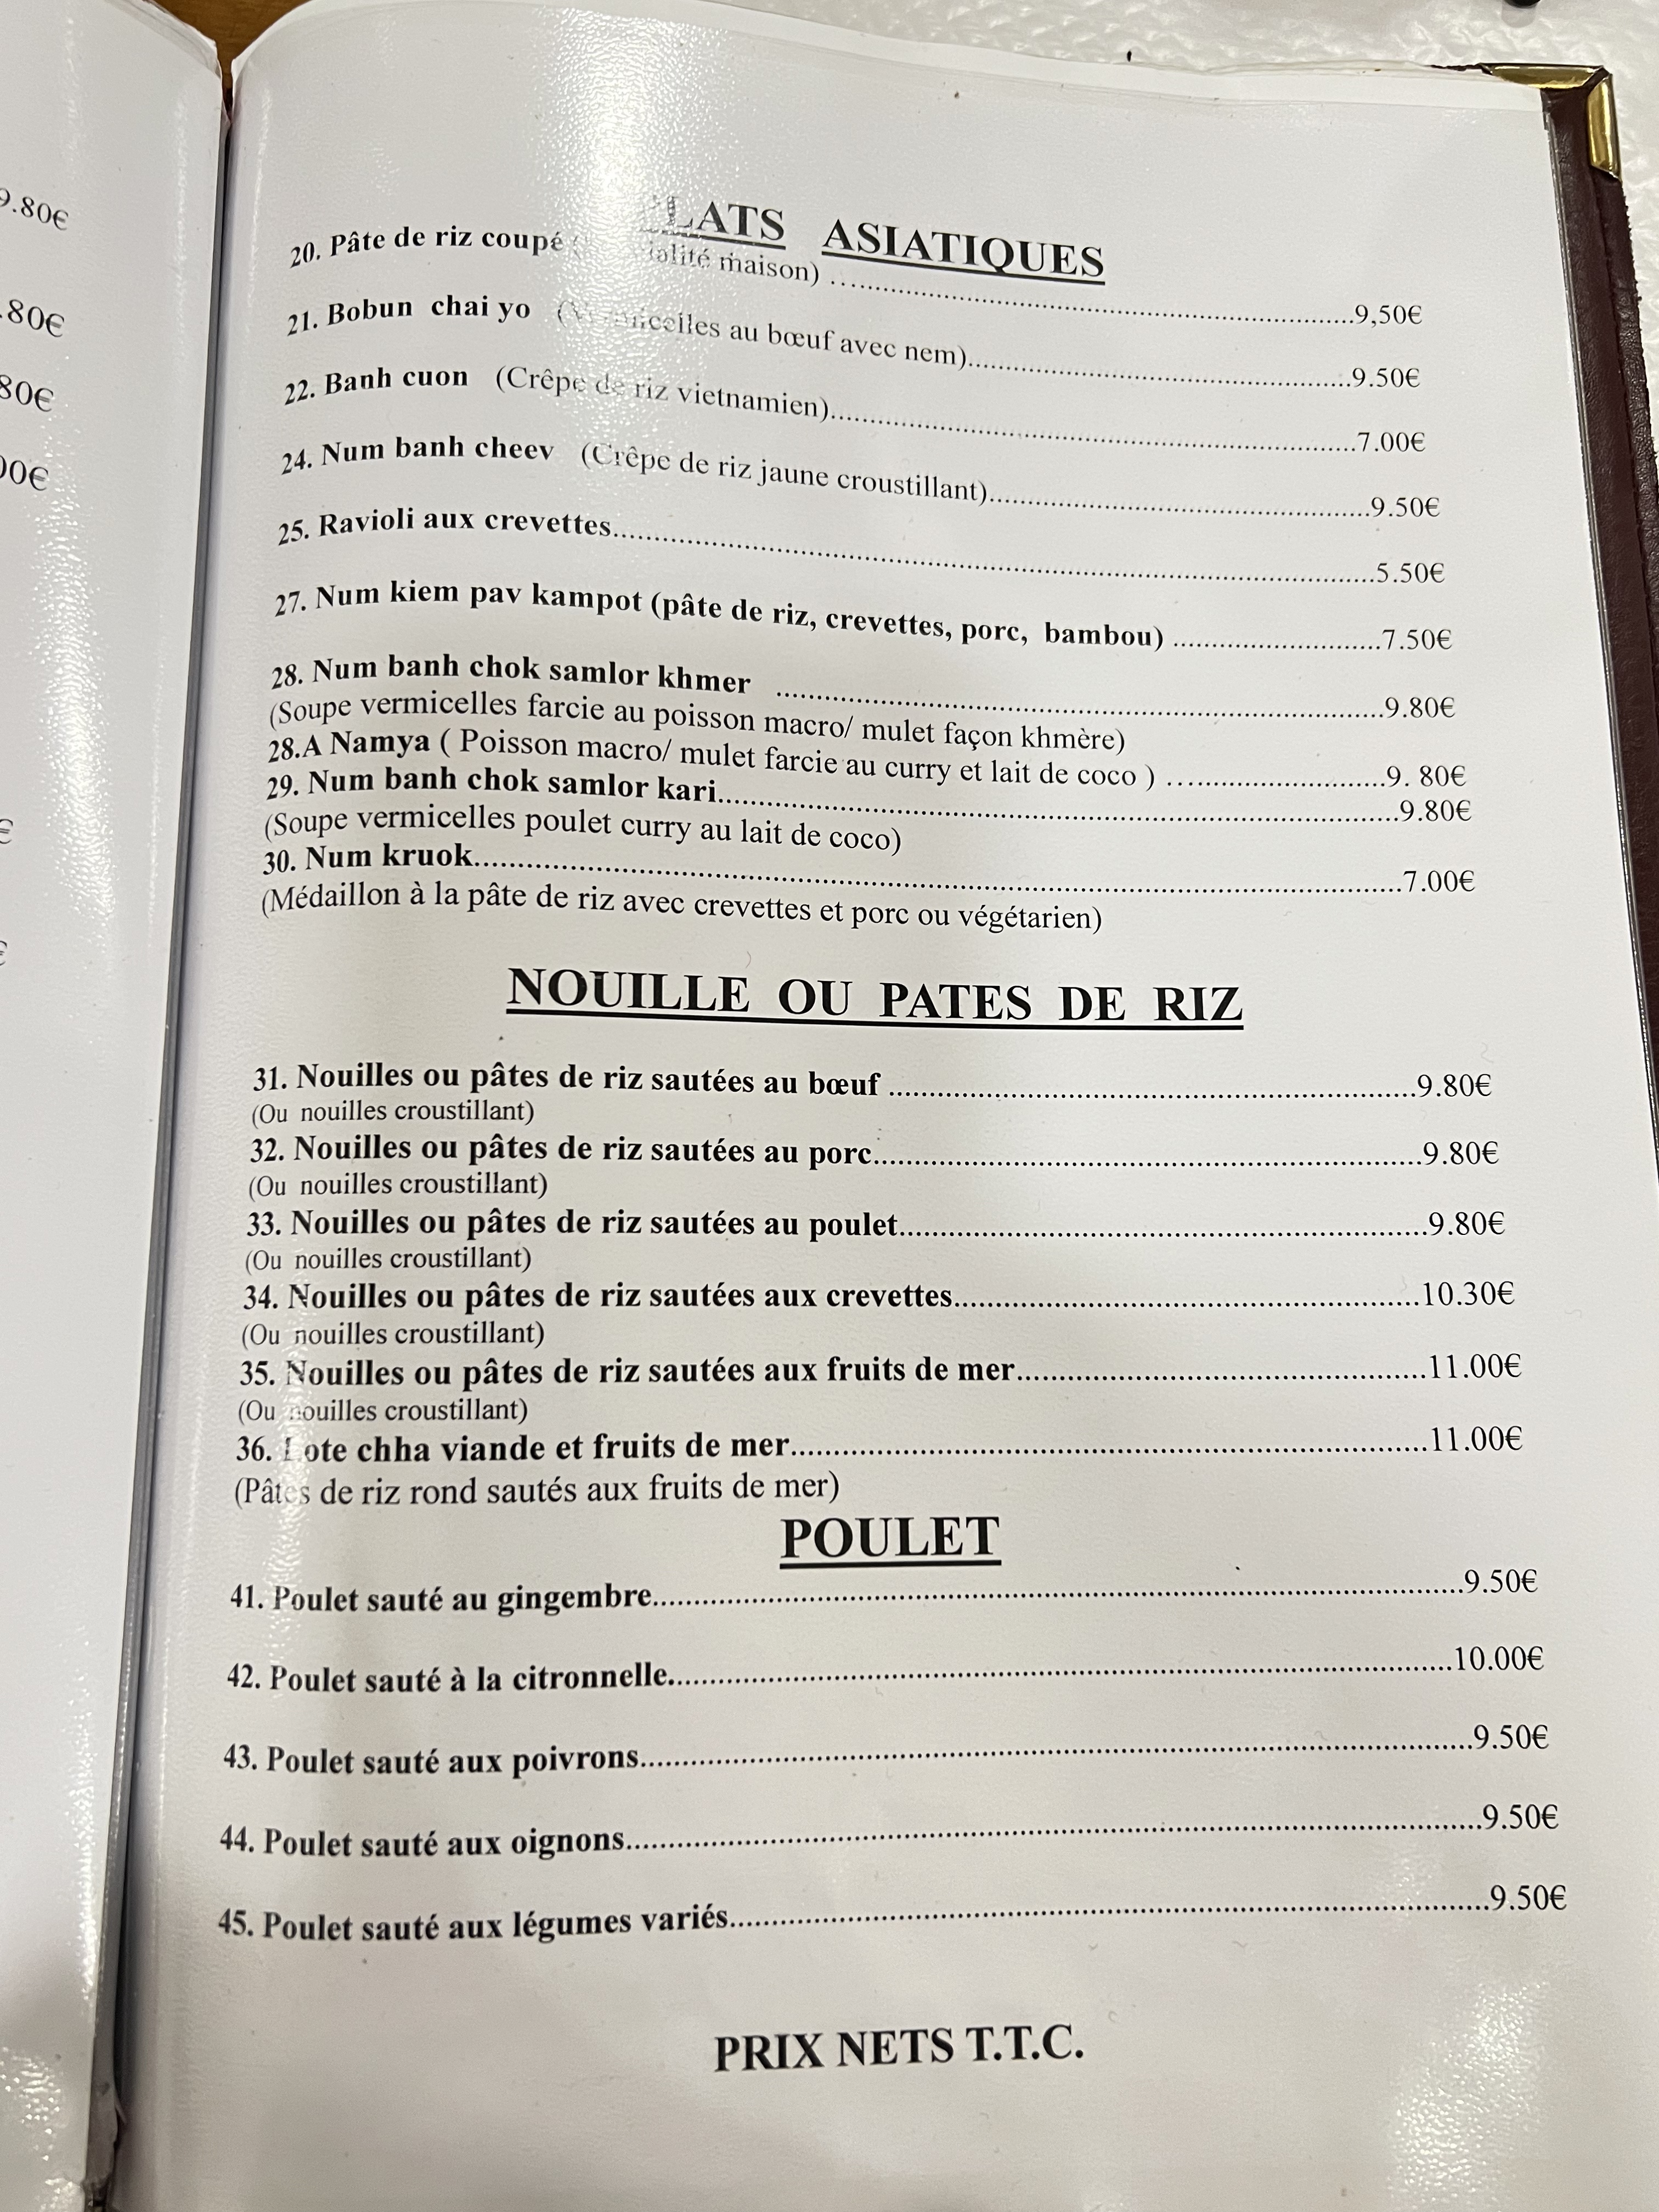 9.80€
.80€
80€
00€
€
€
PLATS ASIATIQUES
20. Pâte de riz coupé maison) ......9,50€
21. Bobun chai yo (Vermicelles au bœuf avec nem)......9.50€
22. Banh cuon (Crêpe de riz vietnamien)......7.00€
24. Num banh cheev (Crêpe de riz jaune croustillant)......9.50€
25. Ravioli aux crevettes......5.50€
27. Num kiem pav kampot (pâte de riz, crevettes, porc, bambou) ......7.50€
28. Num banh chok samlor khmer ......9.80€
(Soupe vermicelles farcie au poisson macro/ mulet façon khmère)
28.A Namya ( Poisson macro/ mulet farcie au curry et lait de coco ) ......9. 80€
29. Num banh chok samlor kari......9.80€
(Soupe vermicelles poulet curry au lait de coco)
30. Num kruok......7.00€
(Médaillon à la pâte de riz avec crevettes et porc ou végétarien)
NOUILLE OU PATES DE RIZ
31. Nouilles ou pâtes de riz sautées au bœuf ......9.80€
(Ou nouilles croustillant)
32. Nouilles ou pâtes de riz sautées au porc......9.80€
(Ou nouilles croustillant)
33. Nouilles ou pâtes de riz sautées au poulet......9.80€
(Ou nouilles croustillant)
34. Nouilles ou pâtes de riz sautées aux crevettes......10.30€
(Ou nouilles croustillant)
35. Nouilles ou pâtes de riz sautées aux fruits de mer......11.00€
(Ou nouilles croustillant)
36. Lote chha viande et fruits de mer......11.00€
(Pâtes de riz rond sautés aux fruits de mer)
POULET
41. Poulet sauté au gingembre......9.50€
42. Poulet sauté à la citronnelle......10.00€
43. Poulet sauté aux poivrons......9.50€
44. Poulet sauté aux oignons......9.50€
45. Poulet sauté aux légumes variés......9.50€
PRIX NETS T.T.C.